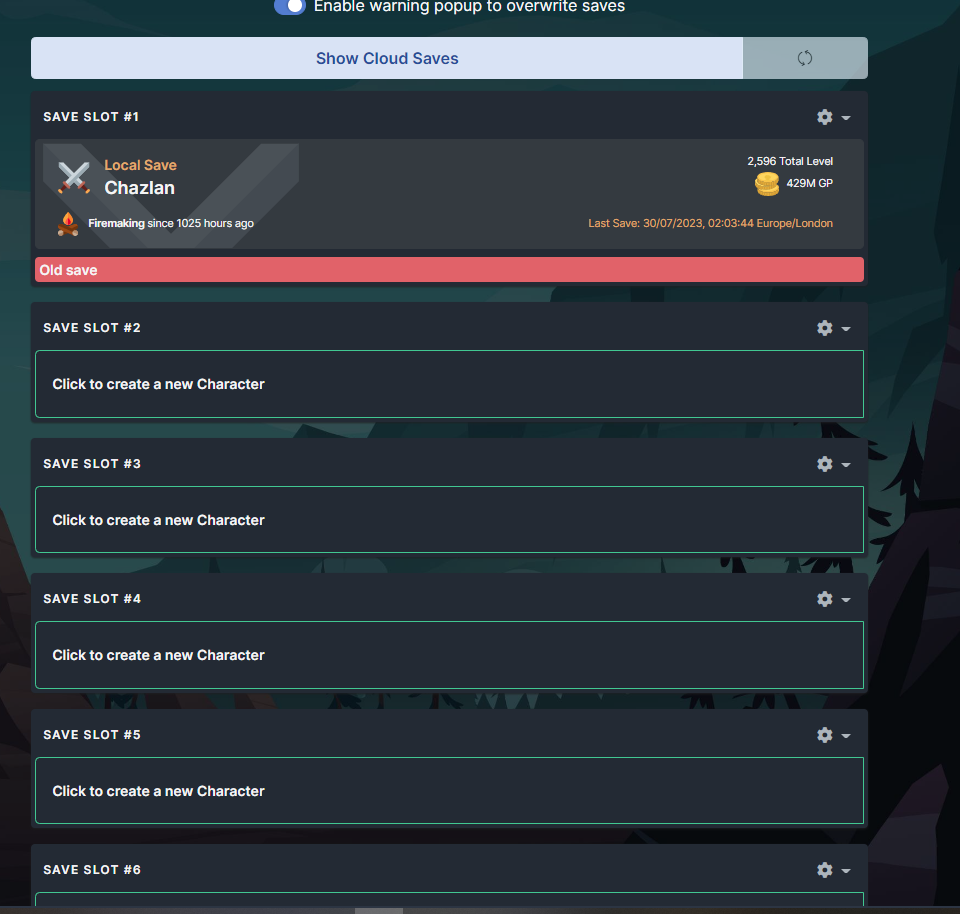 Enable warning popup to overwrite saves
Show Cloud Saves
SAVE SLOT #1
Local Save
Chazlan
2,596 Total Level
429M GP
Firemaking since 1025 hours ago
Last Save: 30/07/2023, 02:03:44 Europe/London
Old save
SAVE SLOT #2
Click to create a new Character
SAVE SLOT #3
Click to create a new Character
SAVE SLOT #4
Click to create a new Character
SAVE SLOT #5
Click to create a new Character
SAVE SLOT #6